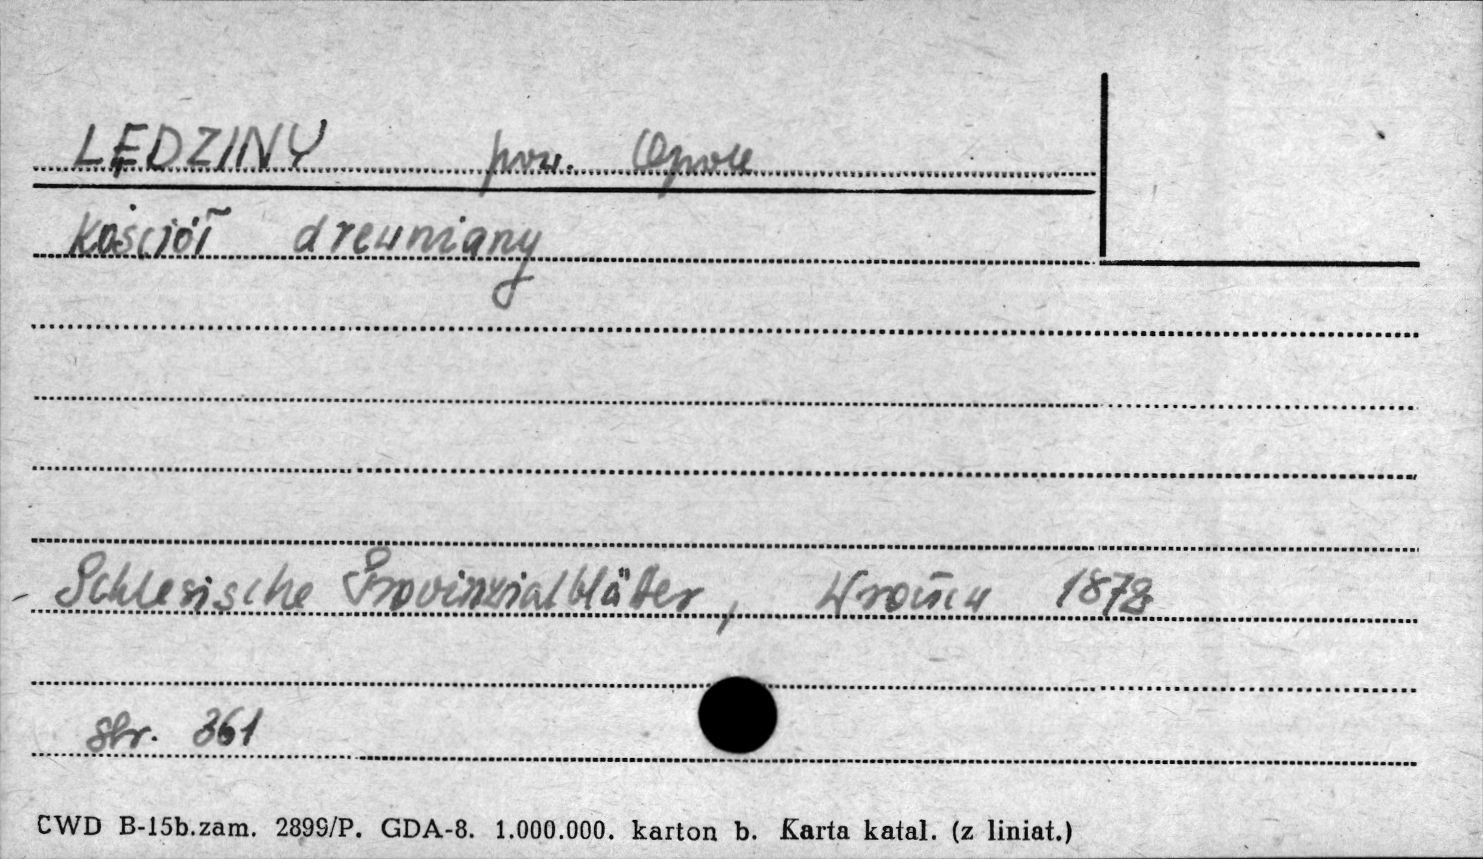 LĘDZINY pow. Opole
Kościół drewniany
Schlesische Provinzialblätter, Wrocław 1878
str. 361
CWD B-15b.zam. 2899/P. GDA-8. 1.000.000. karton b. Karta katal. (z liniat.)